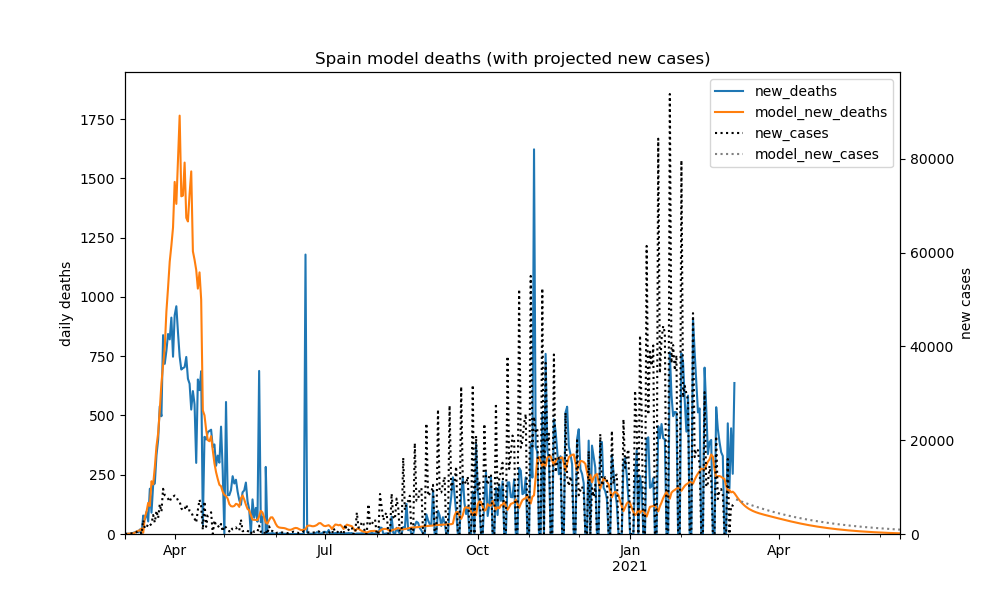 Spain model deaths (with projected new cases)
new_deaths
model_new_deaths
new_cases
model_new_cases
daily deaths
1750
1500
1250
1000
750
500
250
0
80000
60000
40000
20000
0
new cases
Apr
Jul
Oct
Jan
2021
Apr